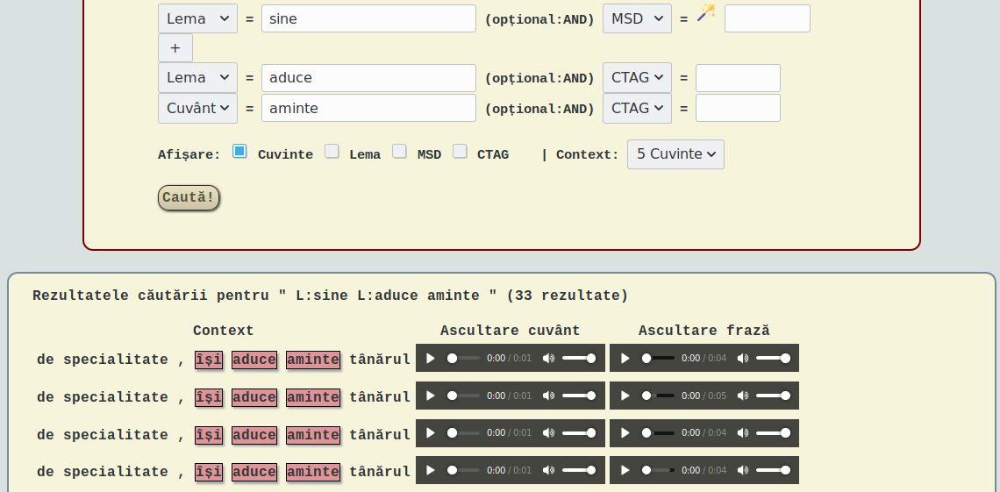 Lema = sine (opțional:AND) MSD =
+
Lema = aduce (opțional:AND) CTAG =
Cuvânt = aminte (opțional:AND) CTAG =
Afișare: Cuvinte Lema MSD CTAG | Context: 5 Cuvinte
Caută!
Rezultatele căutării pentru " L:sine L:aduce aminte " (33 rezultate)
Context Ascultare cuvânt Ascultare frază
de specialitate , își aduce aminte tânărul 0:00 / 0:01 0:00 / 0:04
de specialitate , își aduce aminte tânărul 0:00 / 0:01 0:00 / 0:05
de specialitate , își aduce aminte tânărul 0:00 / 0:01 0:00 / 0:04
de specialitate , își aduce aminte tânărul 0:00 / 0:01 0:00 / 0:04